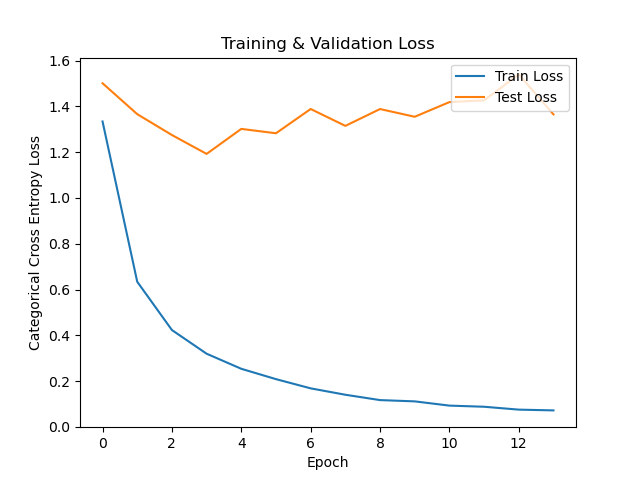 Training & Validation Loss
Train Loss
Test Loss
Categorical Cross Entropy Loss
1.6
1.4
1.2
1.0
0.8
0.6
0.4
0.2
0.0
0 2 4 6 8 10 12
Epoch